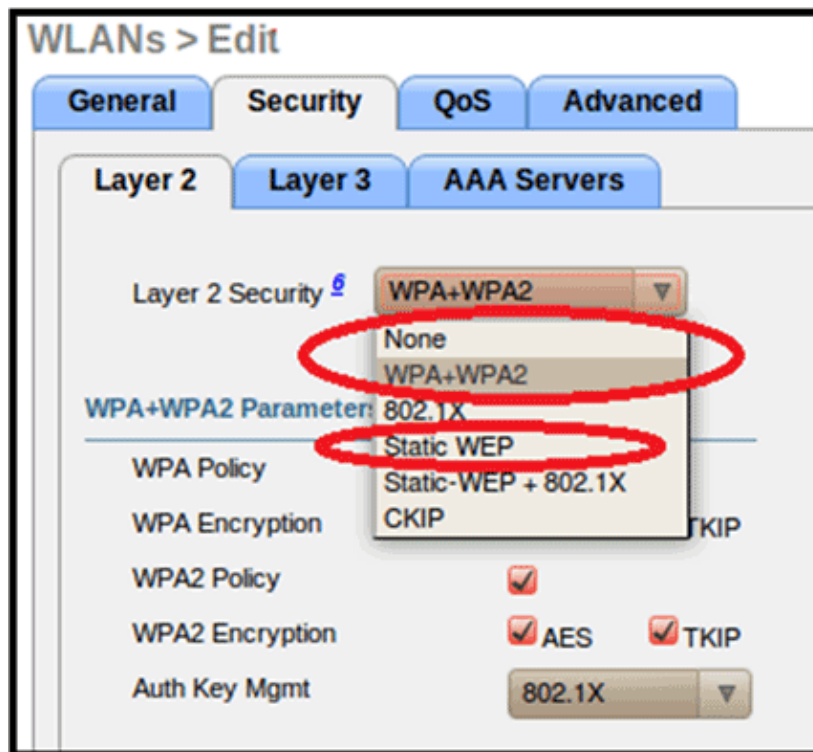 WLANs > Edit
General Security QoS Advanced
Layer 2 Layer 3 AAA Servers
Layer 2 Security 6 WPA+WPA2
None
WPA+WPA2
WPA+WPA2 Parameters 802.1X
Static WEP
WPA Policy
Static-WEP + 802.1X
WPA Encryption CKIP TKIP
WPA2 Policy
WPA2 Encryption AES TKIP
Auth Key Mgmt 802.1X